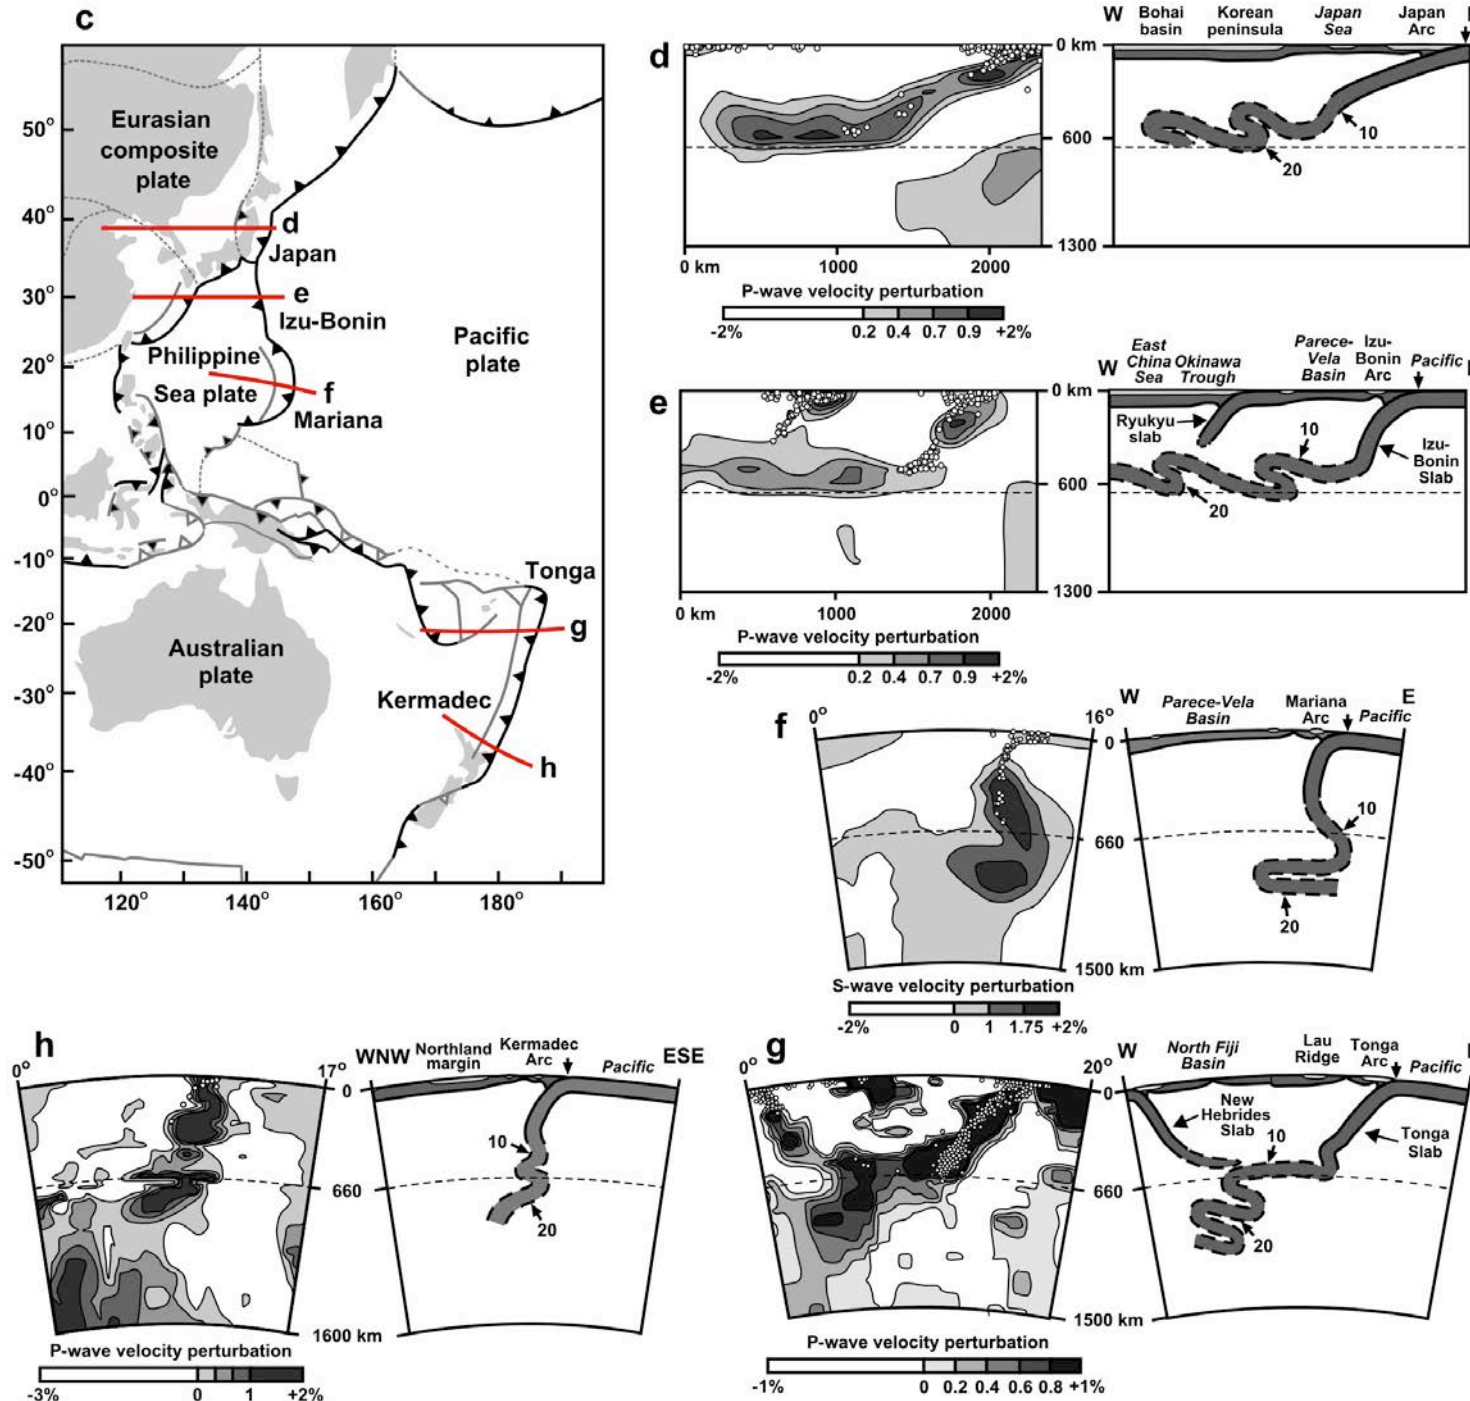 c
Eurasian
composite
plate
50°
40°
30°
20°
10°
0°
-10°
-20°
-30°
-40°
-50°
120°
140°
160°
180°
d
Japan
e
Izu-Bonin
Philippine
Sea plate
f
Mariana
Pacific
plate
Tonga
g
Australian
plate
Kermadec
h
d
0 km
600
1300
0 km
1000
2000
P-wave velocity perturbation
-2%
0.2
0.4
0.7
0.9
+2%
W
Bohai
basin
Korean
peninsula
Japan
Sea
Japan
Arc
10
20
e
0 km
600
1300
0 km
1000
2000
P-wave velocity perturbation
-2%
0.2
0.4
0.7
0.9
+2%
W
East
China
Sea
Okinawa
Trough
Parece-
Vela
Basin
Izu-
Bonin
Arc
Pacific
Ryukyu
slab
10
20
Izu-
Bonin
Slab
f
0°
16°
0
660
1500 km
S-wave velocity perturbation
-2%
0
1
1.75
+2%
W
Parece-Vela
Basin
Mariana
Arc
Pacific
E
10
20
h
0°
17°
0
660
1600 km
P-wave velocity perturbation
-3%
0
1
+2%
WNW
Northland
margin
Kermadec
Arc
Pacific
ESE
10
20
g
0°
20°
0
660
1500 km
P-wave velocity perturbation
-1%
0
0.2
0.4
0.6
0.8
+1%
W
North Fiji
Basin
Lau
Ridge
Tonga
Arc
Pacific
New
Hebrides
Slab
10
20
Tonga
Slab